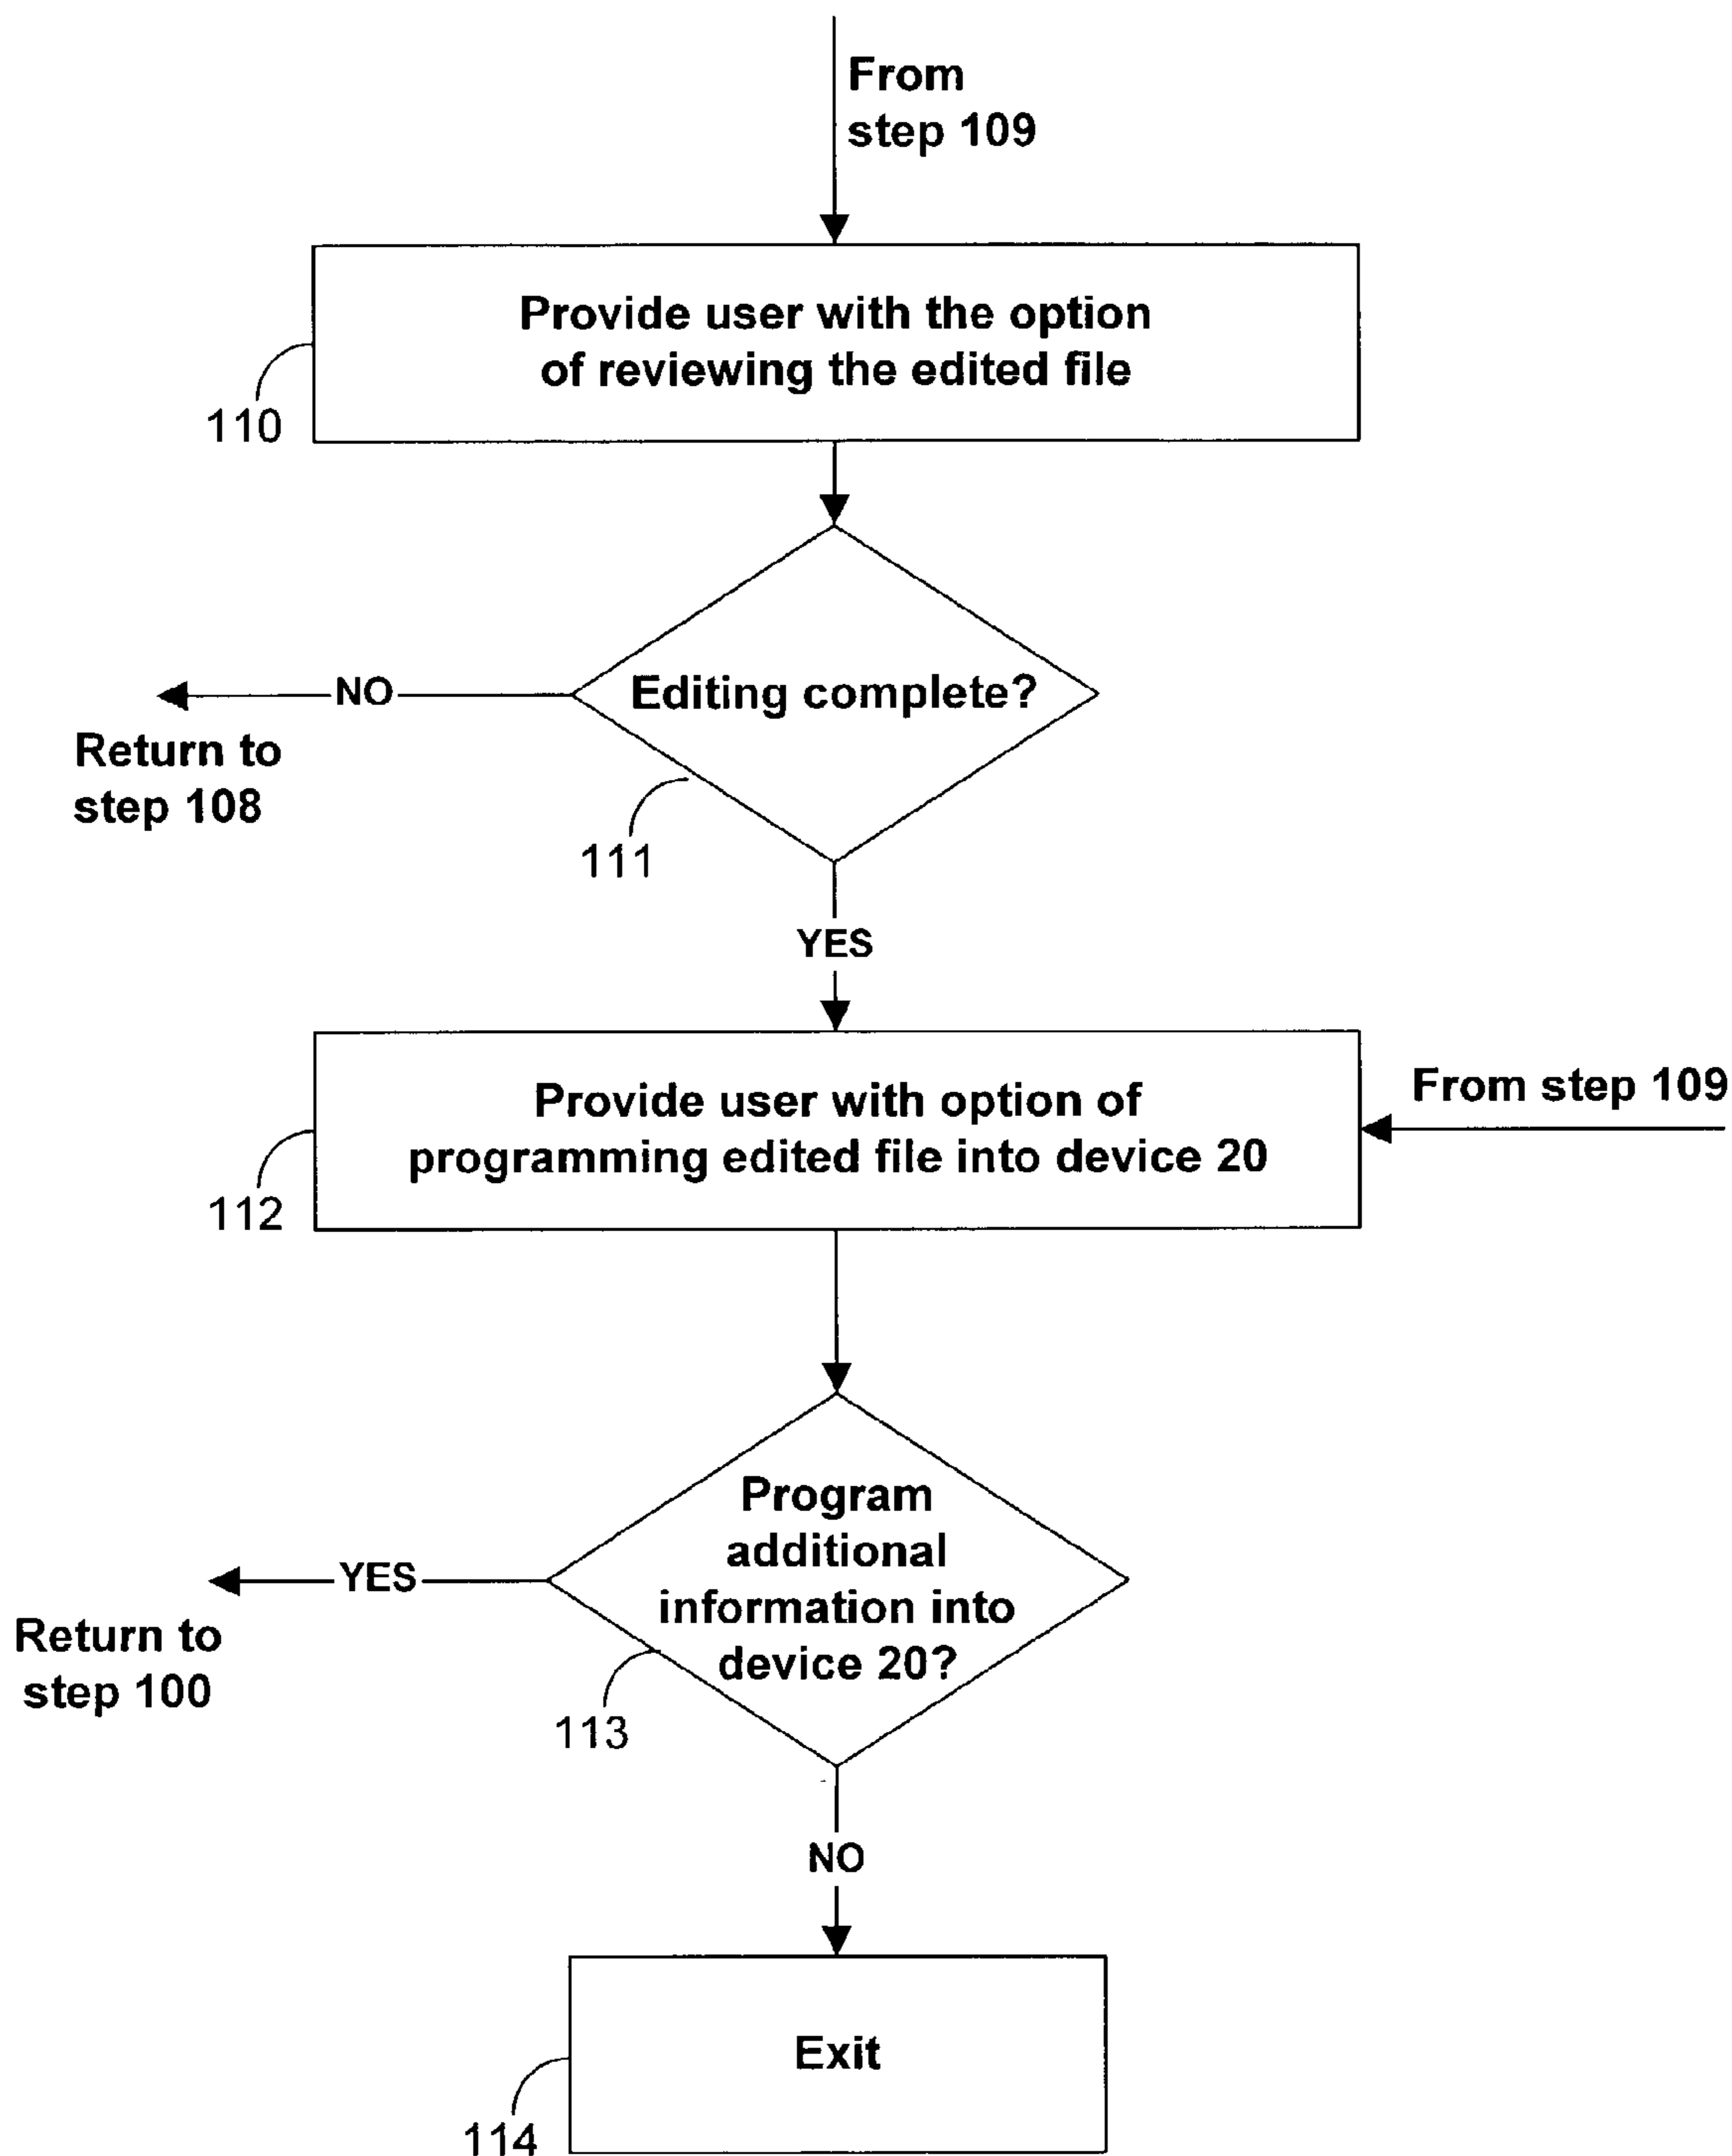 From
step 109
Provide user with the option
of reviewing the edited file
110
Editing complete?
NO
Return to
step 108
111
YES
Provide user with option of
programming edited file into device 20
From step 109
112
Program
additional
information into
device 20?
YES
Return to
step 100
113
NO
Exit
114